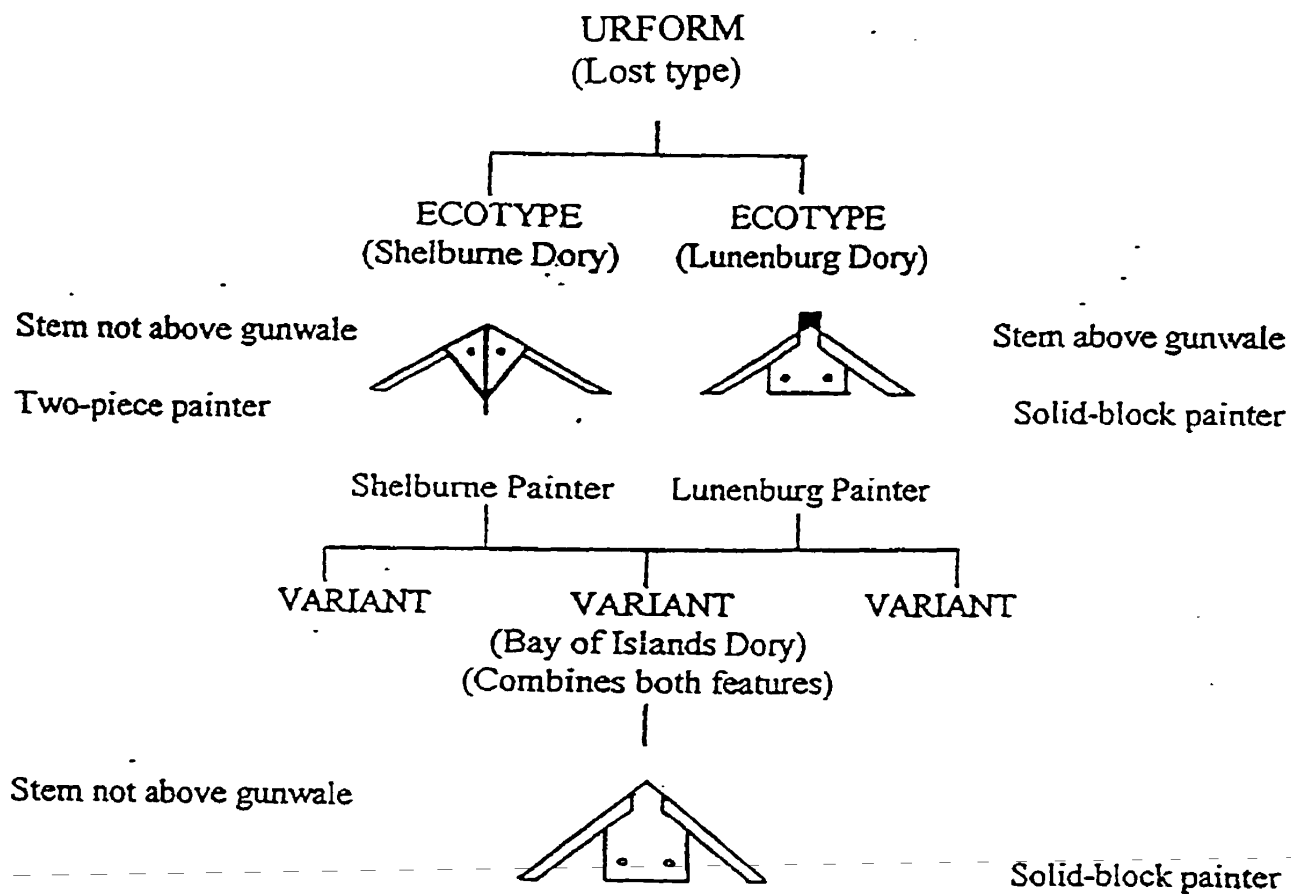 URFORM
(Lost type)
ECOTYPE ECOTYPE
(Shelburne Dory) (Lunenburg Dory)
Stem not above gunwale Stem above gunwale
Two-piece painter Solid-block painter
Shelburne Painter Lunenburg Painter
VARIANT VARIANT VARIANT
(Bay of Islands Dory)
(Combines both features)
Stem not above gunwale
Solid-block painter